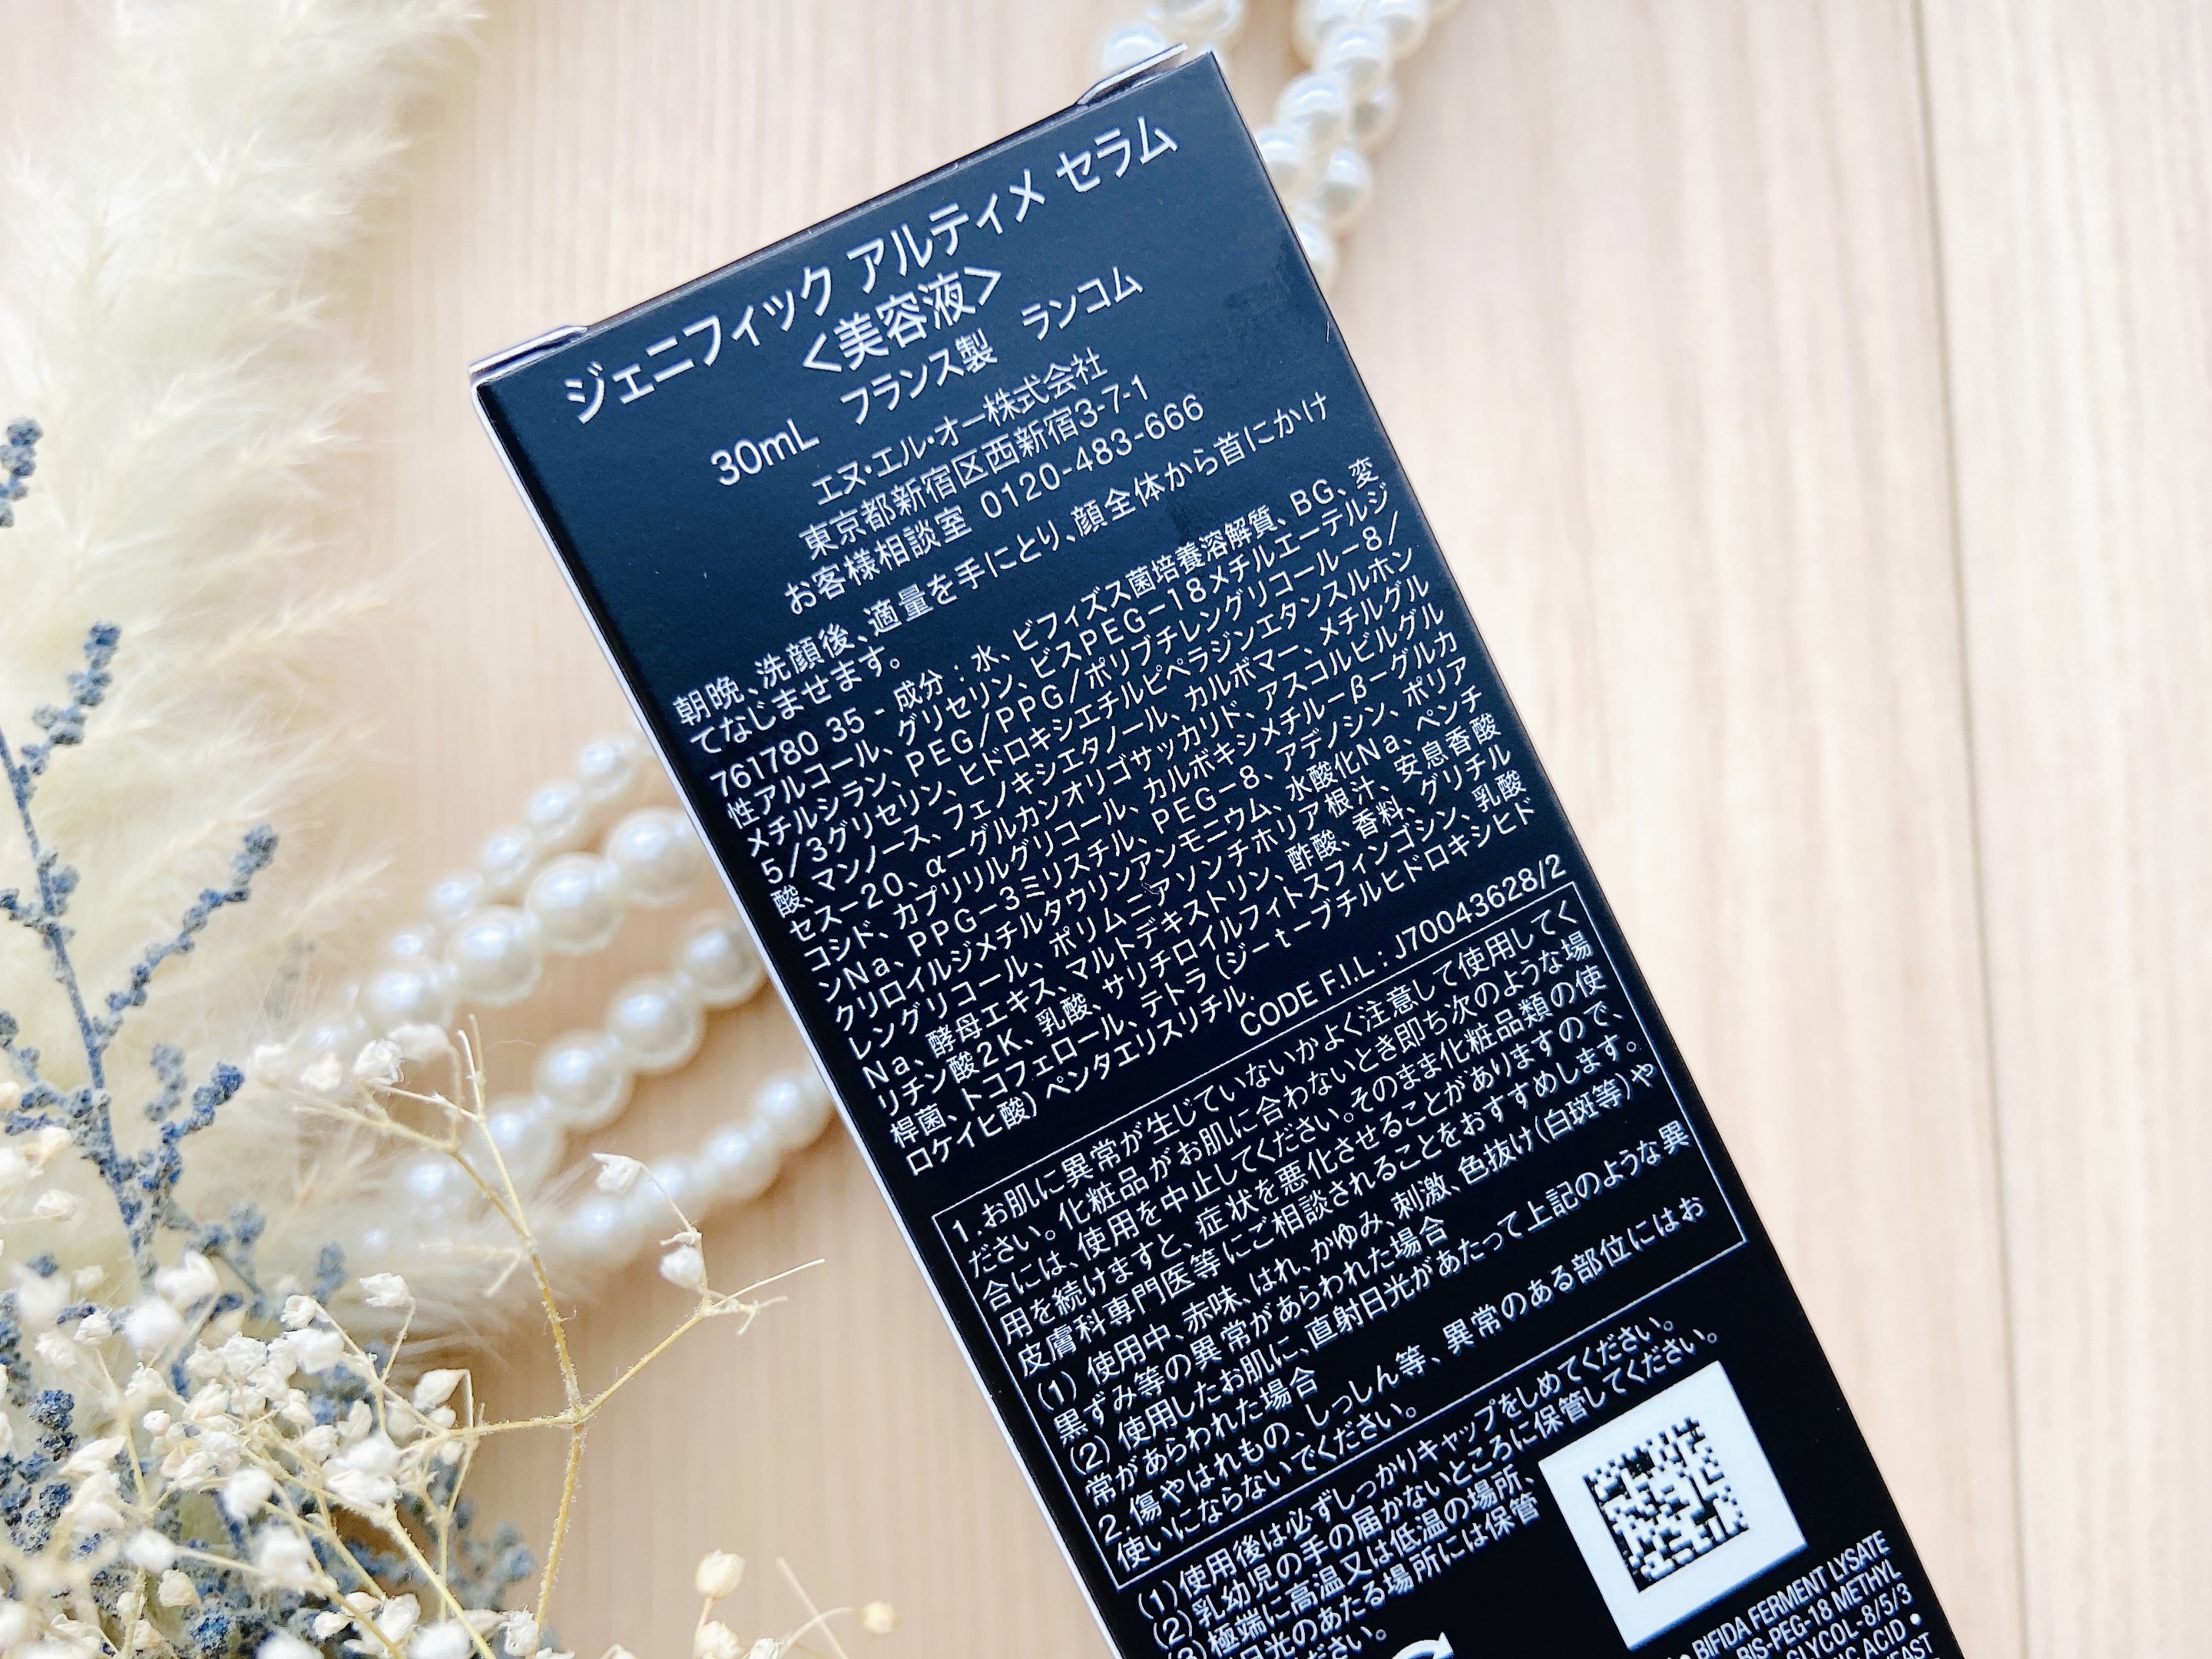 ジェニフィック アルティメ セラム
<美容液>
30mL フランス製 ランコム
エヌ・エル・オー株式会社
東京都新宿区西新宿3-7-1
お客様相談室 0120-483-666
朝晩、洗顔後、適量を手にとり、顔全体から首にかけ
てなじませます。
761780 35 - 成分：水、ビフィズス菌培養溶解質、BG、変
性アルコール、グリセリン、ビスPEG－18メチルエーテルジ
メチルシラン、PEG／PPG／ポリブチレングリコール－8／
5／3グリセリン、ヒドロキシエチルピペラジンエタンスルホン
酸、マンノース、フェノキシエタノール、カルボマー、メチルグル
セス－20、α－グルカンオリゴサッカリド、アスコルビルグル
コシド、カプリリルグリコール、カルボキシメチル－β－グルカ
ンNa、PPG－3ミリスチル、PEG－8、アデノシン、ポリア
クリロイルジメチルタウリンアンモニウム、水酸化Na、ペンチ
レングリコール、ポリムニアソンチホリア根汁、安息香酸
Na、酵母エキス、マルトデキストリン、酢酸、香料、グリチル
リチン酸2K、乳酸、サリチロイルフィトスフィンゴシン、乳酸
桿菌、トコフェロール、テトラ（ジ－t－ブチルヒドロキシヒド
ロケイヒ酸）ペンタエリスリチル.
CODE F.I.L : J70043628/2
1.お肌に異常が生じていないかよく注意して使用してく
ださい。化粧品がお肌に合わないとき即ち次のような場
合には、使用を中止してください。そのまま化粧品類の使
用を続けますと、症状を悪化させることがありますので、
皮膚科専門医等にご相談されることをおすすめします。
(1) 使用中、赤味、はれ、かゆみ、刺激、色抜け(白斑等)や
黒ずみ等の異常があらわれた場合
(2) 使用したお肌に、直射日光があたって上記のような異
常があらわれた場合
2.傷やはれもの、しっしん等、異常のある部位にはお
使いにならないでください。
(1)使用後は必ずしっかりキャップをしめてください。
(2)乳幼児の手の届かないところに保管してください。
(3)極端に高温又は低温の場所、
日光のあたる場所には保管
ださい。
BIFIDA FERMENT LYSATE
BIS-PEG-18 METHYL
GLYCOL-8/5/3
ACID •